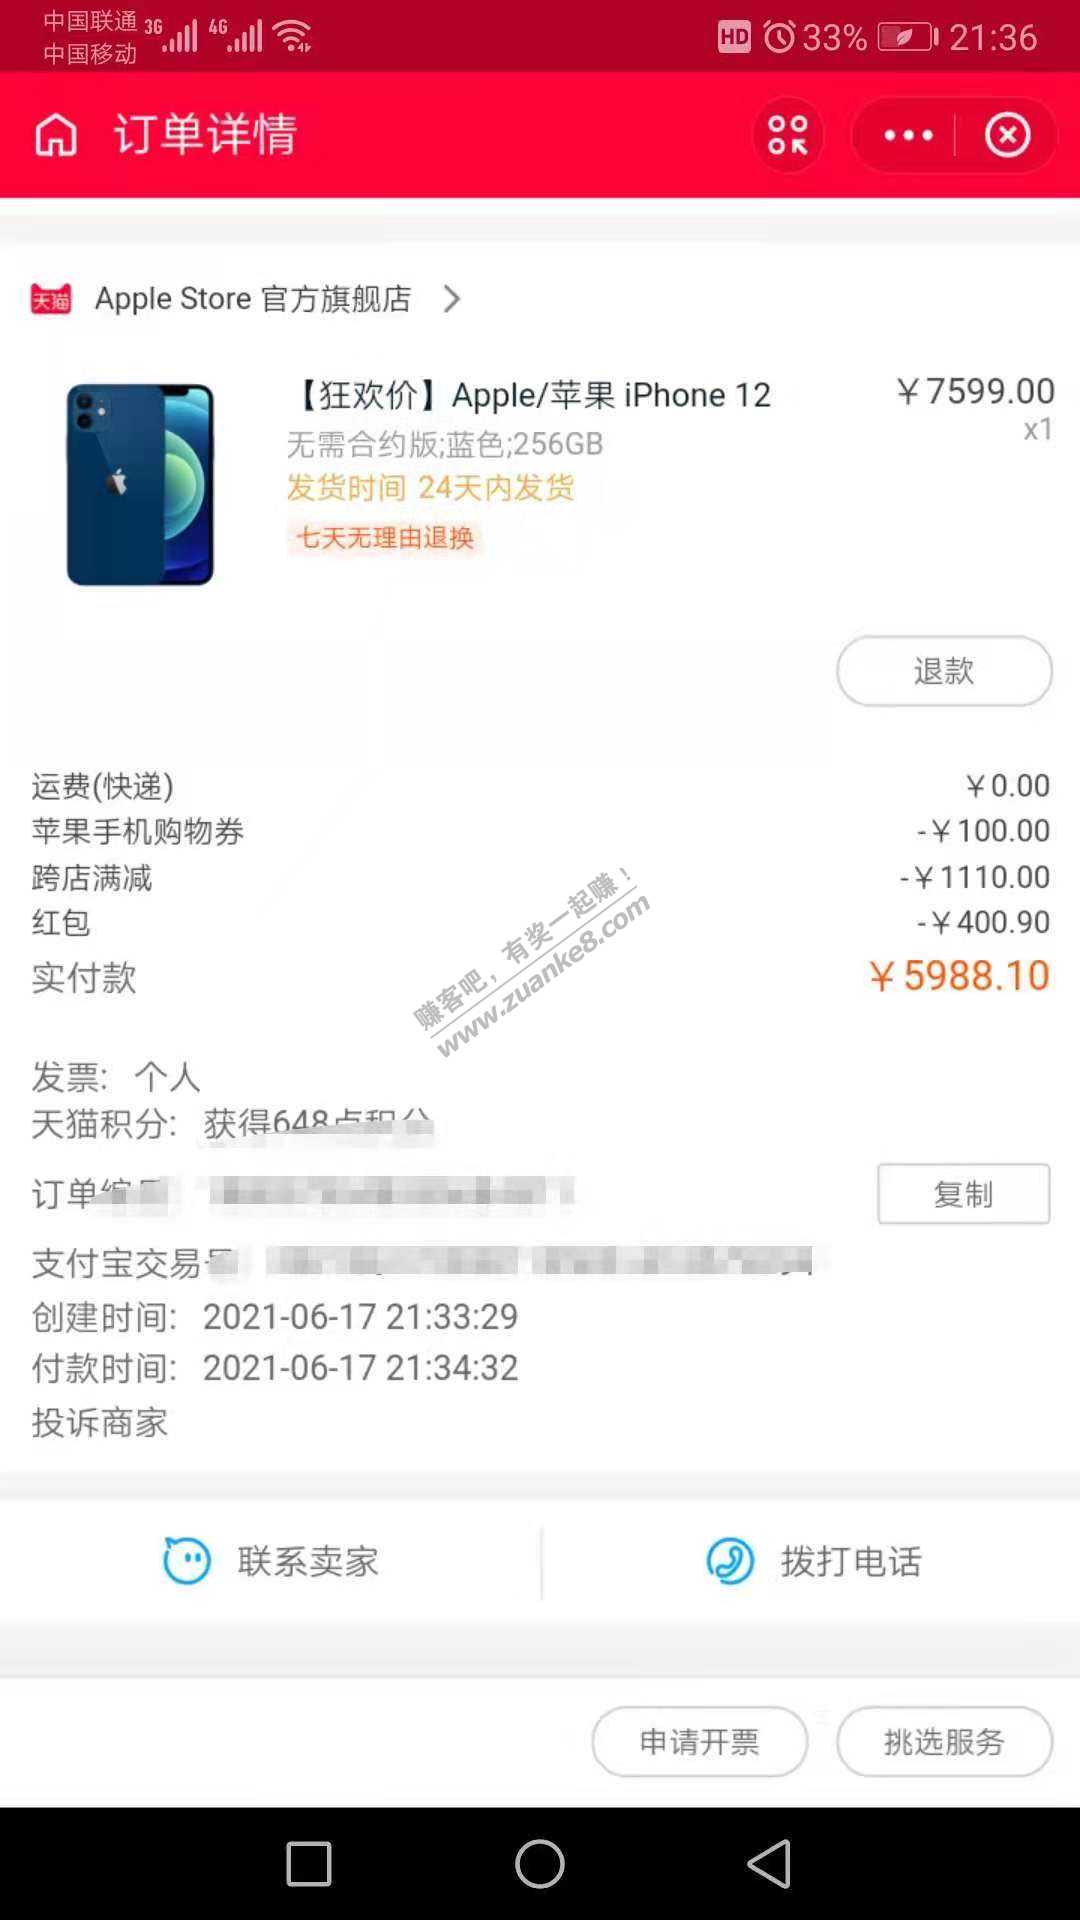 中国联通 3G 4G HD 33% 21:36
中国移动
订单详情
天猫 Apple Store 官方旗舰店
【狂欢价】Apple/苹果 iPhone 12 ￥7599.00
无需合约版;蓝色;256GB x1
发货时间 24天内发货
七天无理由退换
退款
运费(快递) ￥0.00
苹果手机购物券 -￥100.00
跨店满减 -￥1110.00
红包 -￥400.90
实付款 ￥5988.10
赚客吧，有奖一起赚！
www.zuanke8.com
发票: 个人
天猫积分: 获得648点积分
订单编号 复制
支付宝交易号
创建时间: 2021-06-17 21:33:29
付款时间: 2021-06-17 21:34:32
投诉商家
联系卖家 拨打电话
申请开票 挑选服务